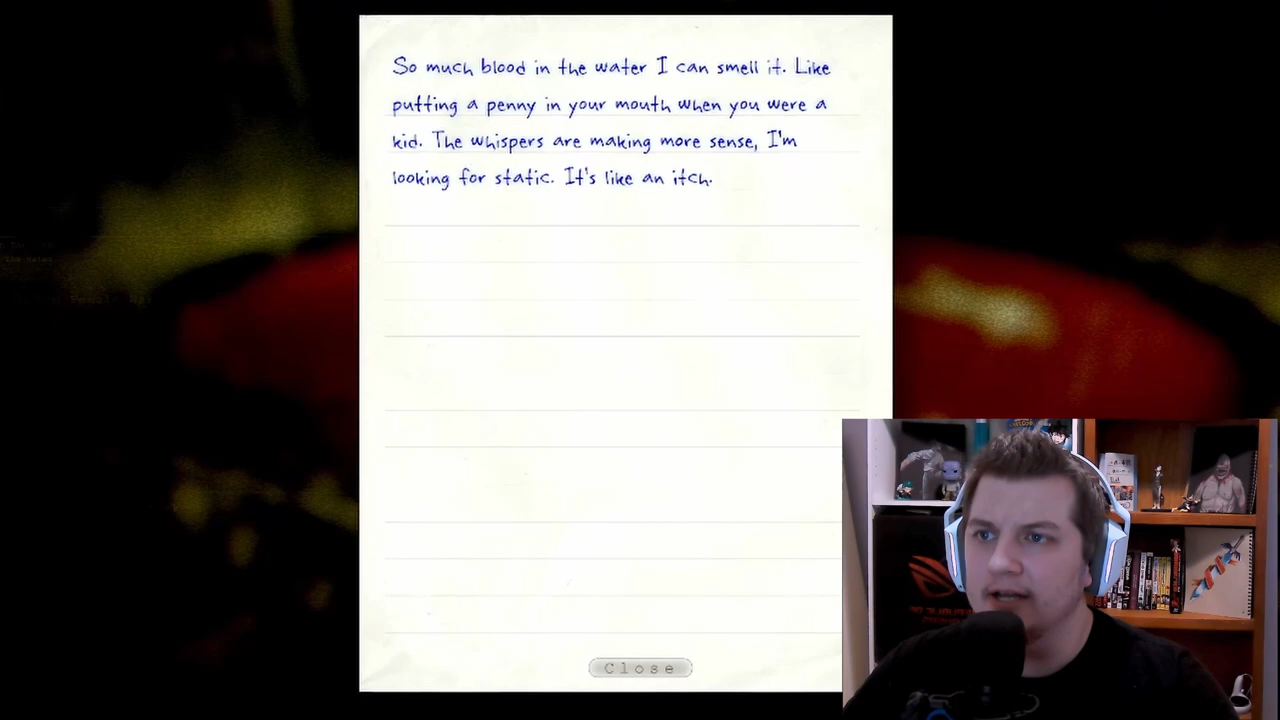 So much blood in the water I can smell it. Like
putting a penny in your mouth when you were a
kid. The whispers are making more sense, I'm
looking for static. It's like an itch.
Close